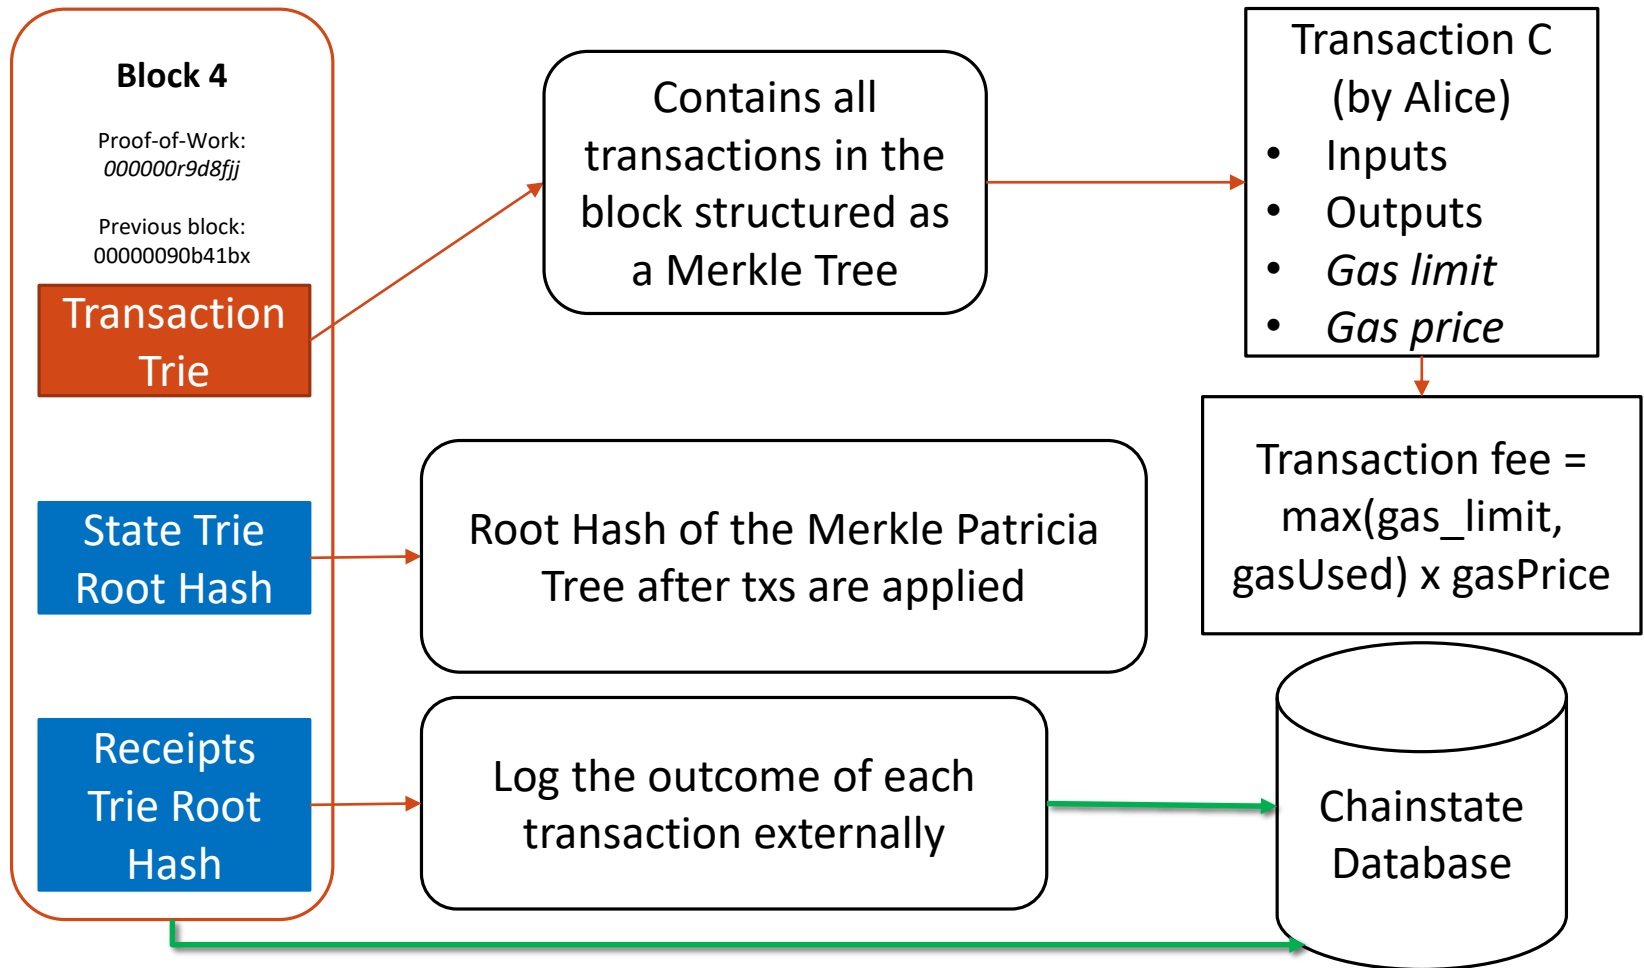 Block 4
Proof-of-Work:
000000r9d8fjj
Previous block:
00000090b41bx
Transaction
Trie
State Trie
Root Hash
Receipts
Trie Root
Hash
Contains all
transactions in the
block structured as
a Merkle Tree
Root Hash of the Merkle Patricia
Tree after txs are applied
Log the outcome of each
transaction externally
Transaction C
(by Alice)
• Inputs
• Outputs
• Gas limit
• Gas price
Transaction fee =
max(gas_limit,
gasUsed) x gasPrice
Chainstate
Database